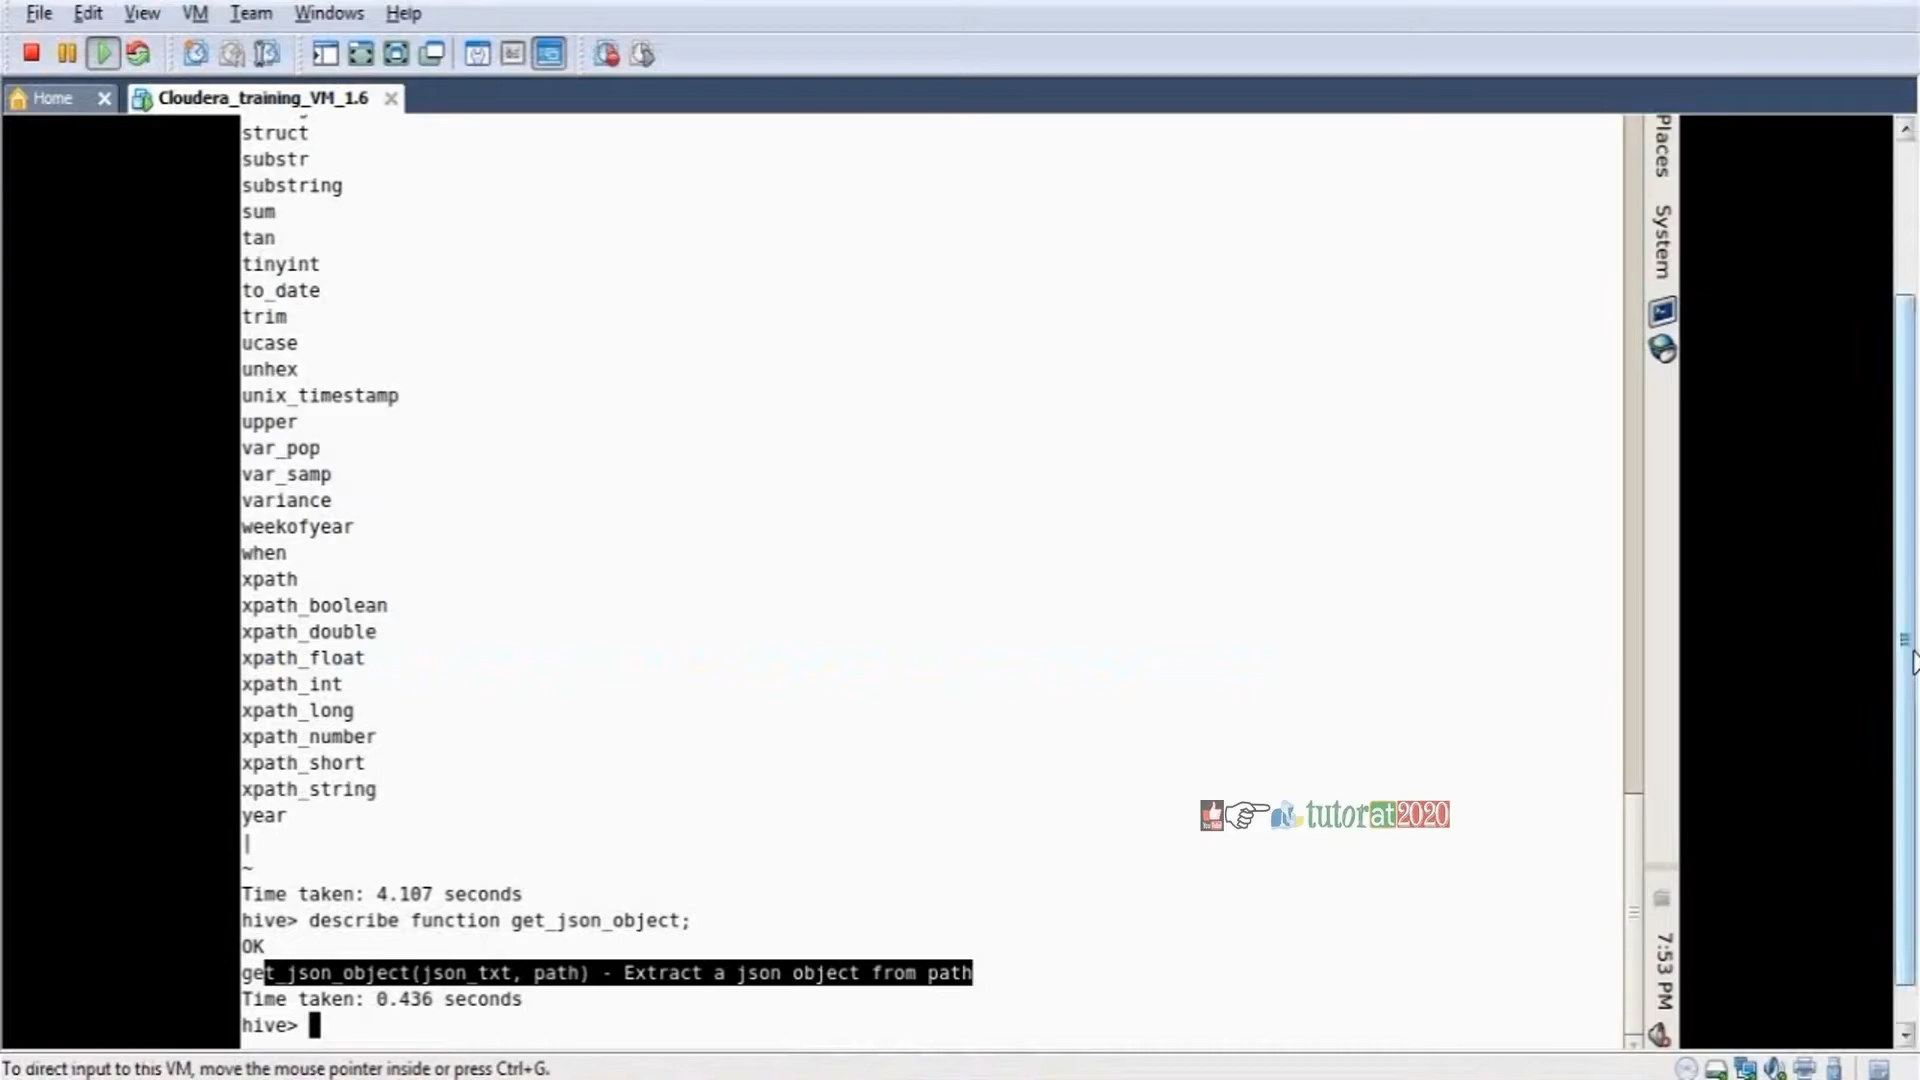 File Edit View VM Team Windows Help
Home
Cloudera_training_VM_1.6
struct
substr
substring
sum
tan
tinyint
to_date
trim
ucase
unhex
unix_timestamp
upper
var_pop
var_samp
variance
weekofyear
when
xpath
xpath_boolean
xpath_double
xpath_float
xpath_int
xpath_long
xpath_number
xpath_short
xpath_string
year
|
~
Time taken: 4.107 seconds
hive> describe function get_json_object;
OK
get_json_object(json_txt, path) - Extract a json object from path
Time taken: 0.436 seconds
hive>
Places System
7:53 PM
tutorat2020
To direct input to this VM, move the mouse pointer inside or press Ctrl+G.